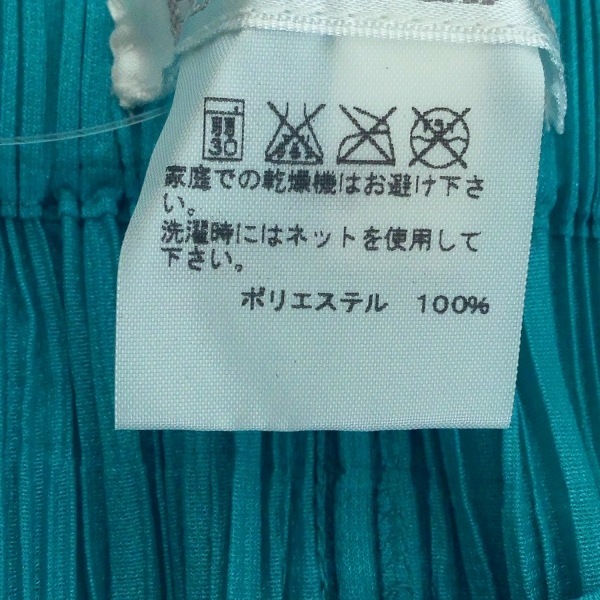 30
家庭での乾燥機はお避け下さ
い。
洗濯時にはネットを使用して
下さい。
ポリエステル 100%